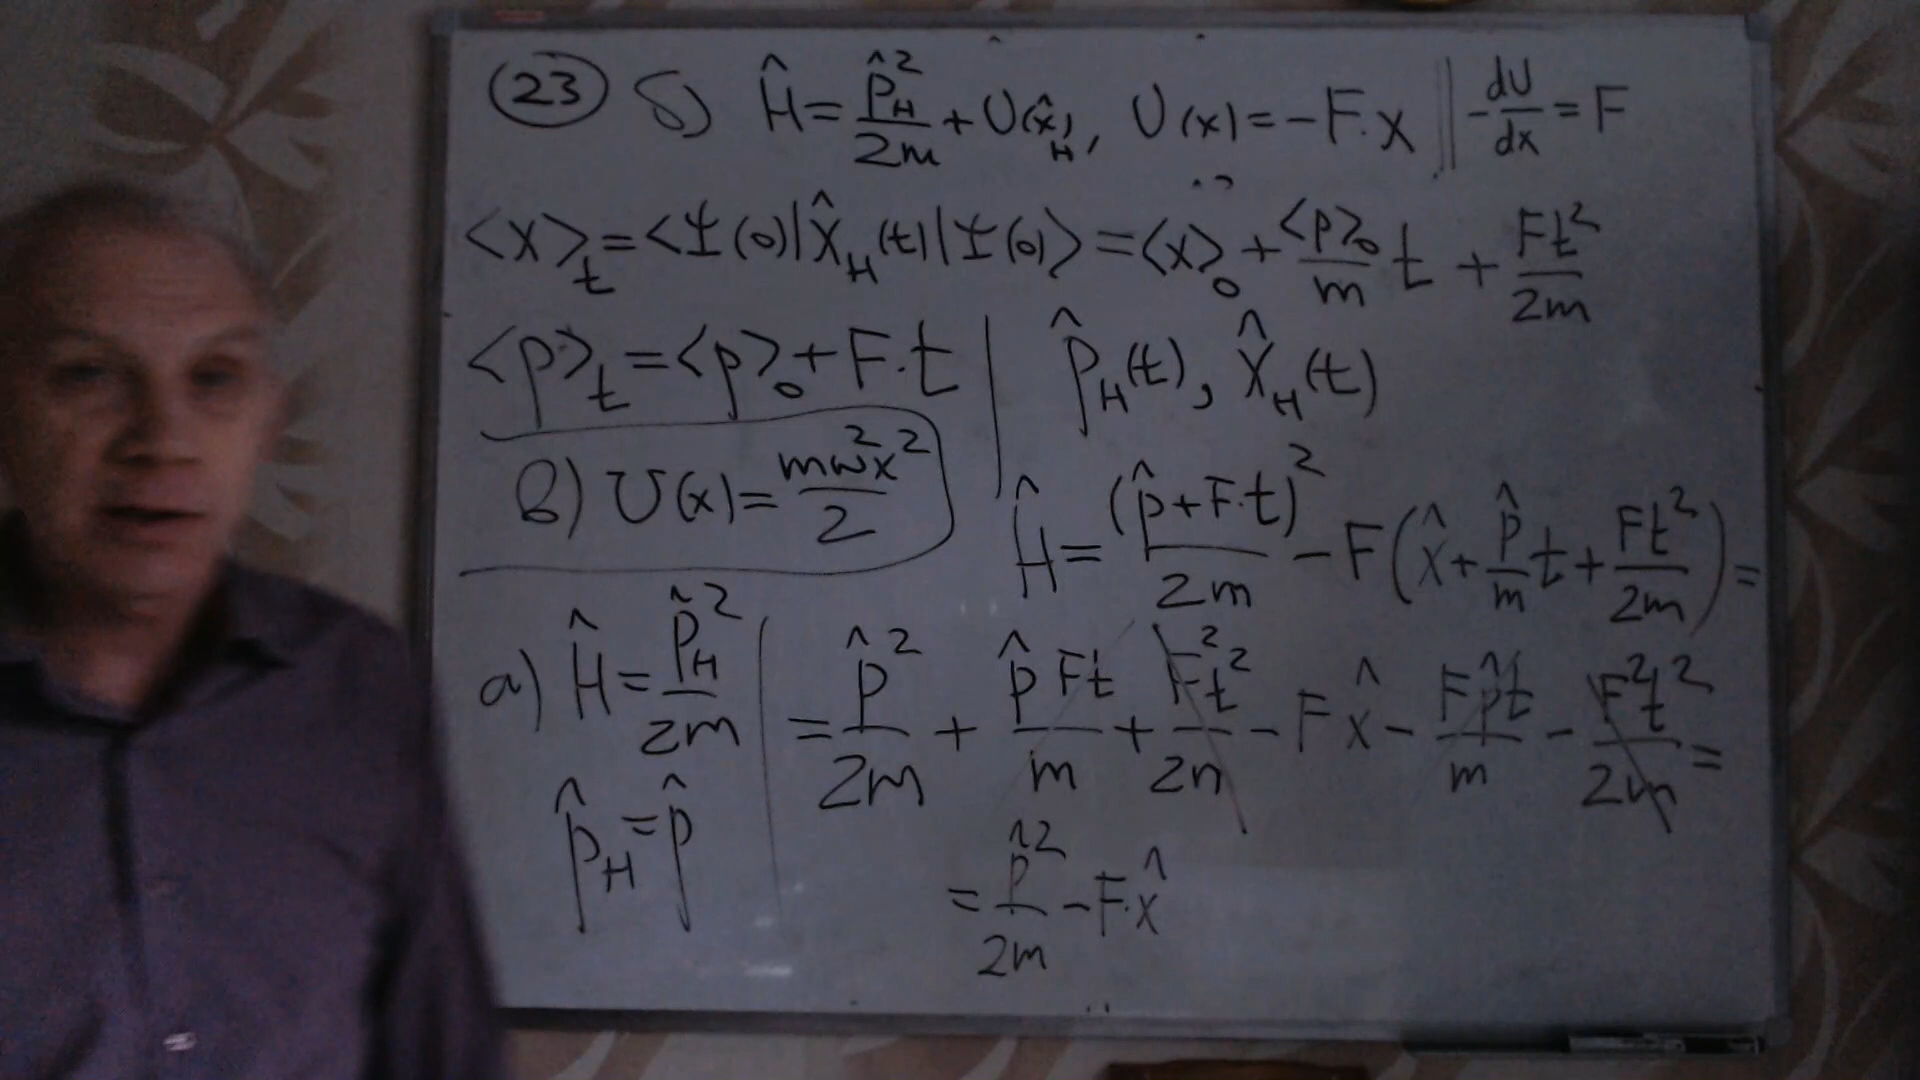 (23) б) Ĥ = p̂_H²/2m + U(x̂_H), U(x) = -F·x || -dU/dx = F
<x>_t = <Ψ(0)|x̂_H(t)|Ψ(0)> = <x>_0 + <p>_0/m t + Ft²/2m
<p>_t = <p>_0 + F·t | p̂_H(t), x̂_H(t)
в) U(x) = mω²x²/2
Ĥ = (p̂+F·t)²/2m - F(x̂ + p̂/m t + Ft²/2m) =
а) Ĥ = p̂_H²/2m
p̂_H = p̂
= p̂²/2m + p̂Ft/m + F²t²/2m - Fx̂ - Fp̂t/m - F²t²/2m =
= p̂²/2m - F·x̂